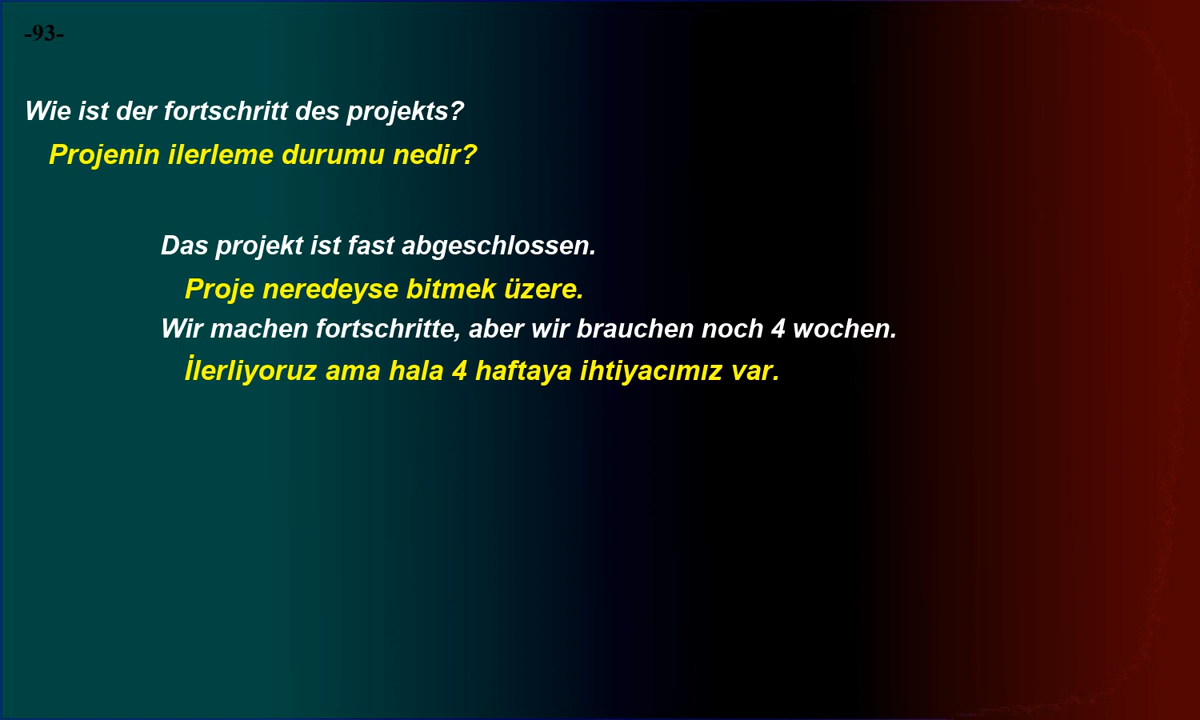 -93-
Wie ist der fortschritt des projekts?
Projenin ilerleme durumu nedir?
Das projekt ist fast abgeschlossen.
Proje neredeyse bitmek üzere.
Wir machen fortschritte, aber wir brauchen noch 4 wochen.
İlerliyoruz ama hala 4 haftaya ihtiyacımız var.